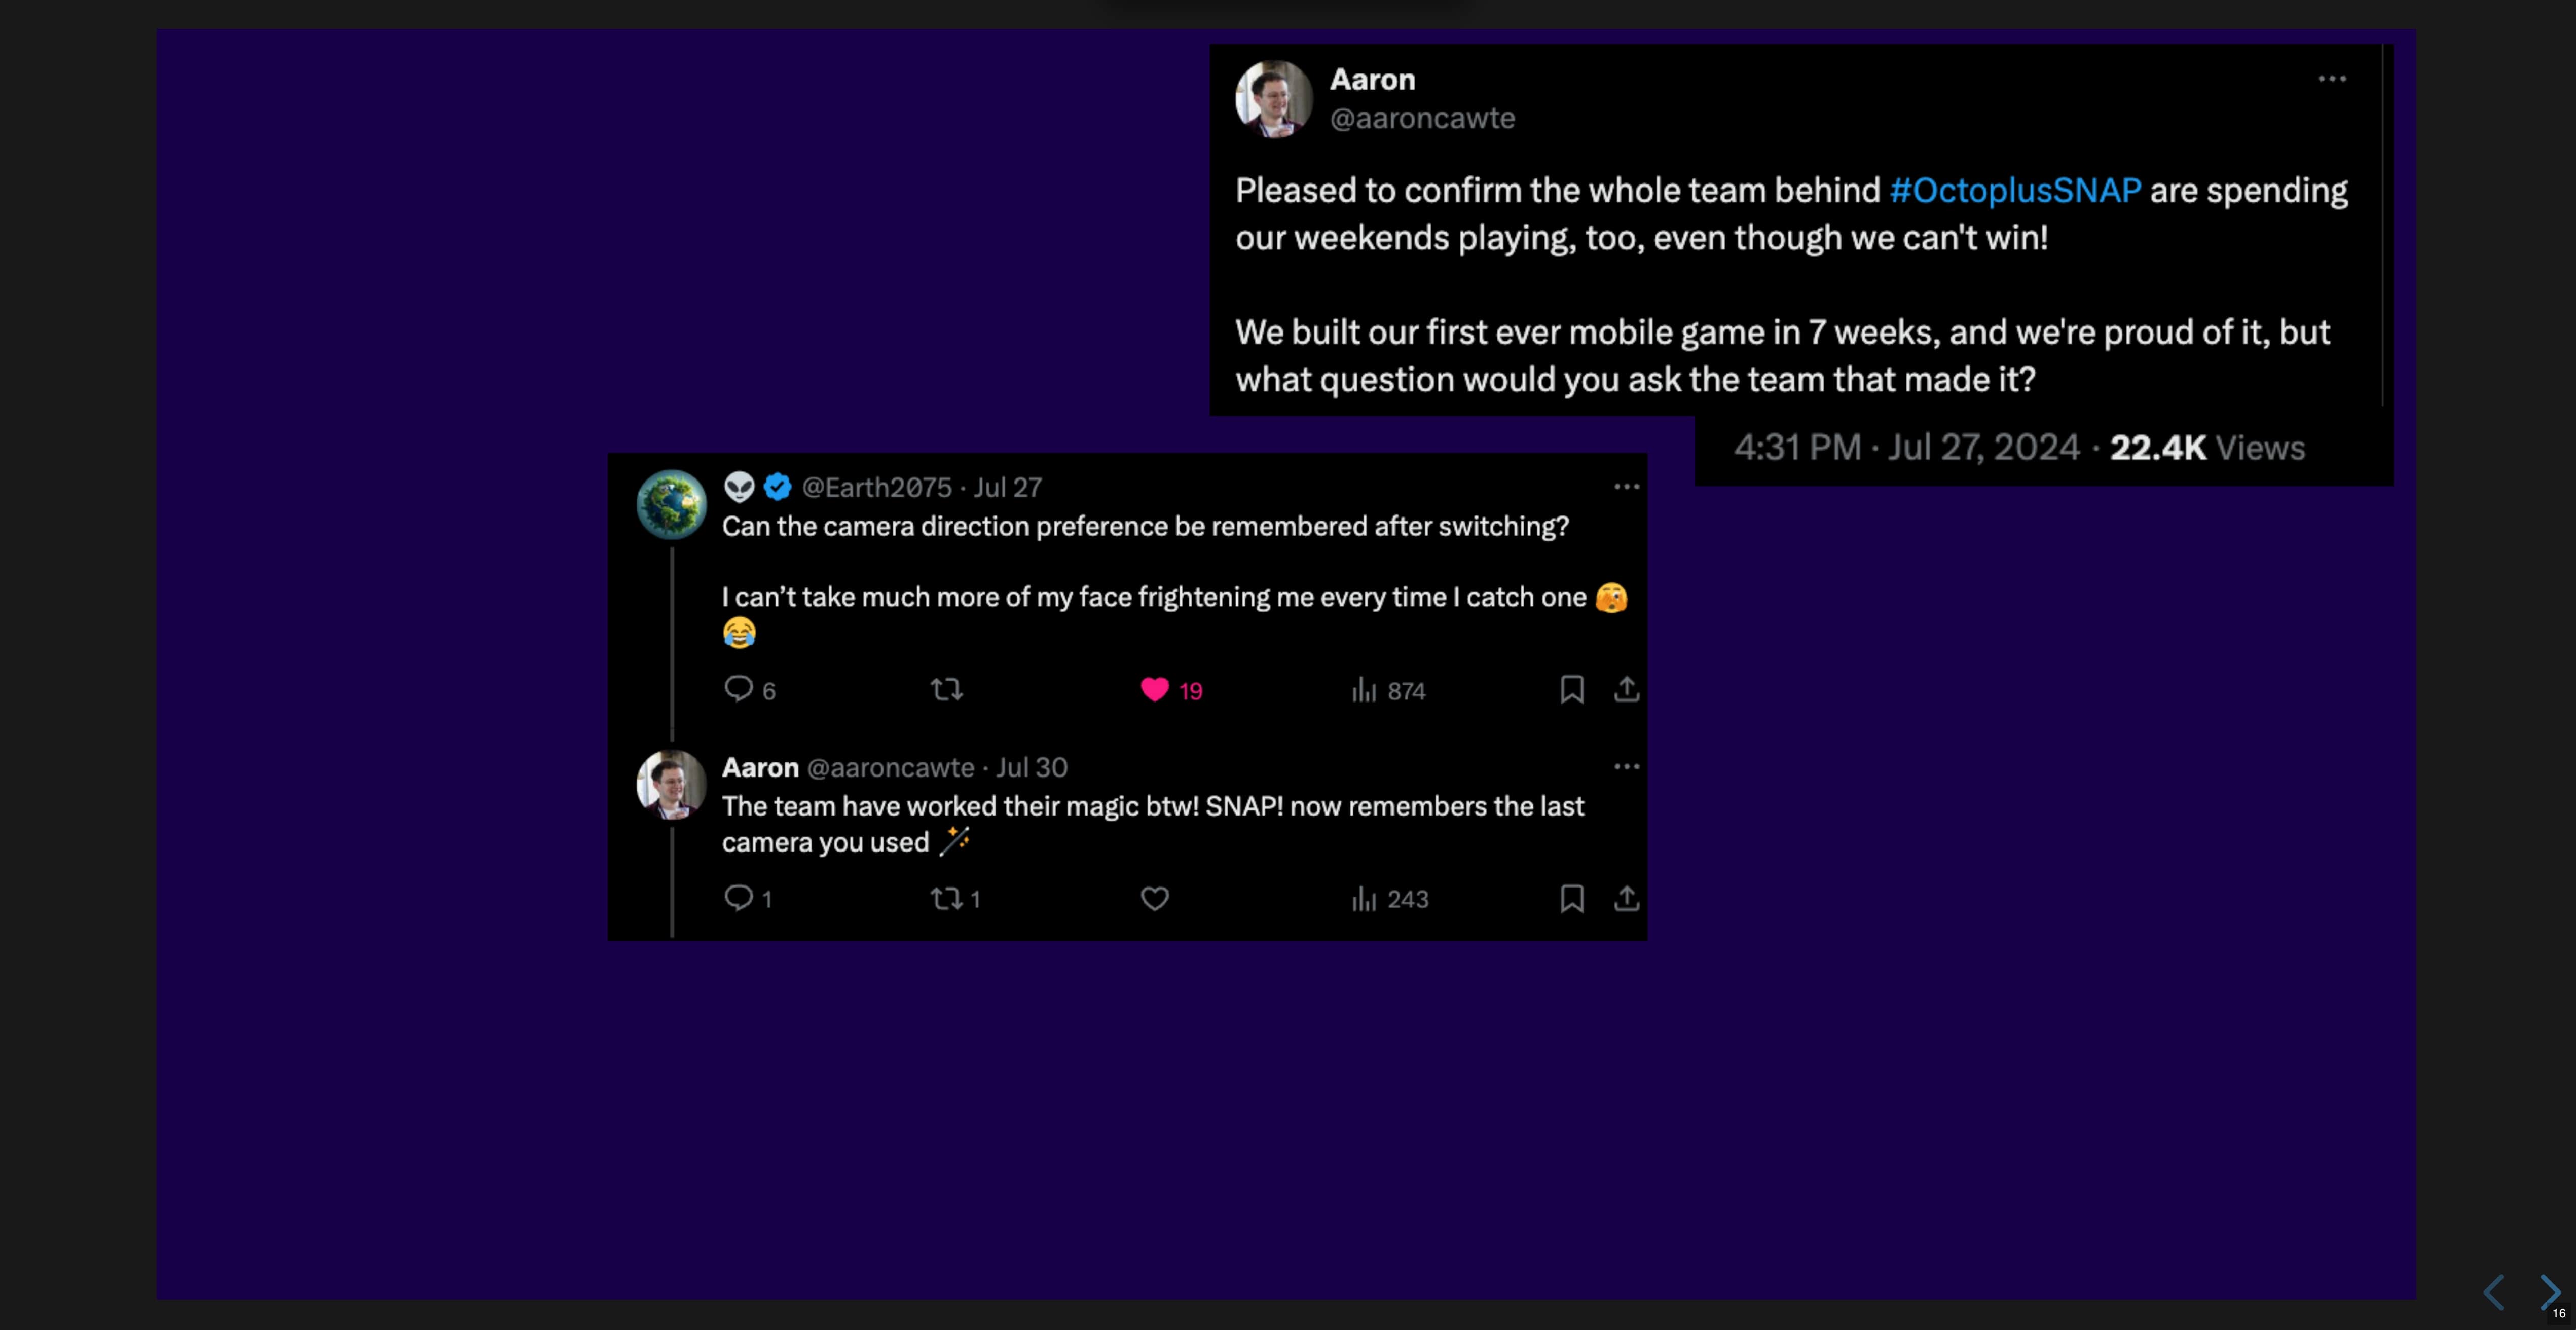 Aaron
@aaroncawte
Pleased to confirm the whole team behind #OctoplusSNAP are spending
our weekends playing, too, even though we can't win!
We built our first ever mobile game in 7 weeks, and we're proud of it, but
what question would you ask the team that made it?
4:31 PM · Jul 27, 2024 · 22.4K Views
👽 @Earth2075 · Jul 27
Can the camera direction preference be remembered after switching?
I can’t take much more of my face frightening me every time I catch one 🫣
😂
6 19 874
Aaron @aaroncawte · Jul 30
The team have worked their magic btw! SNAP! now remembers the last
camera you used 🪄
1 1 243
16